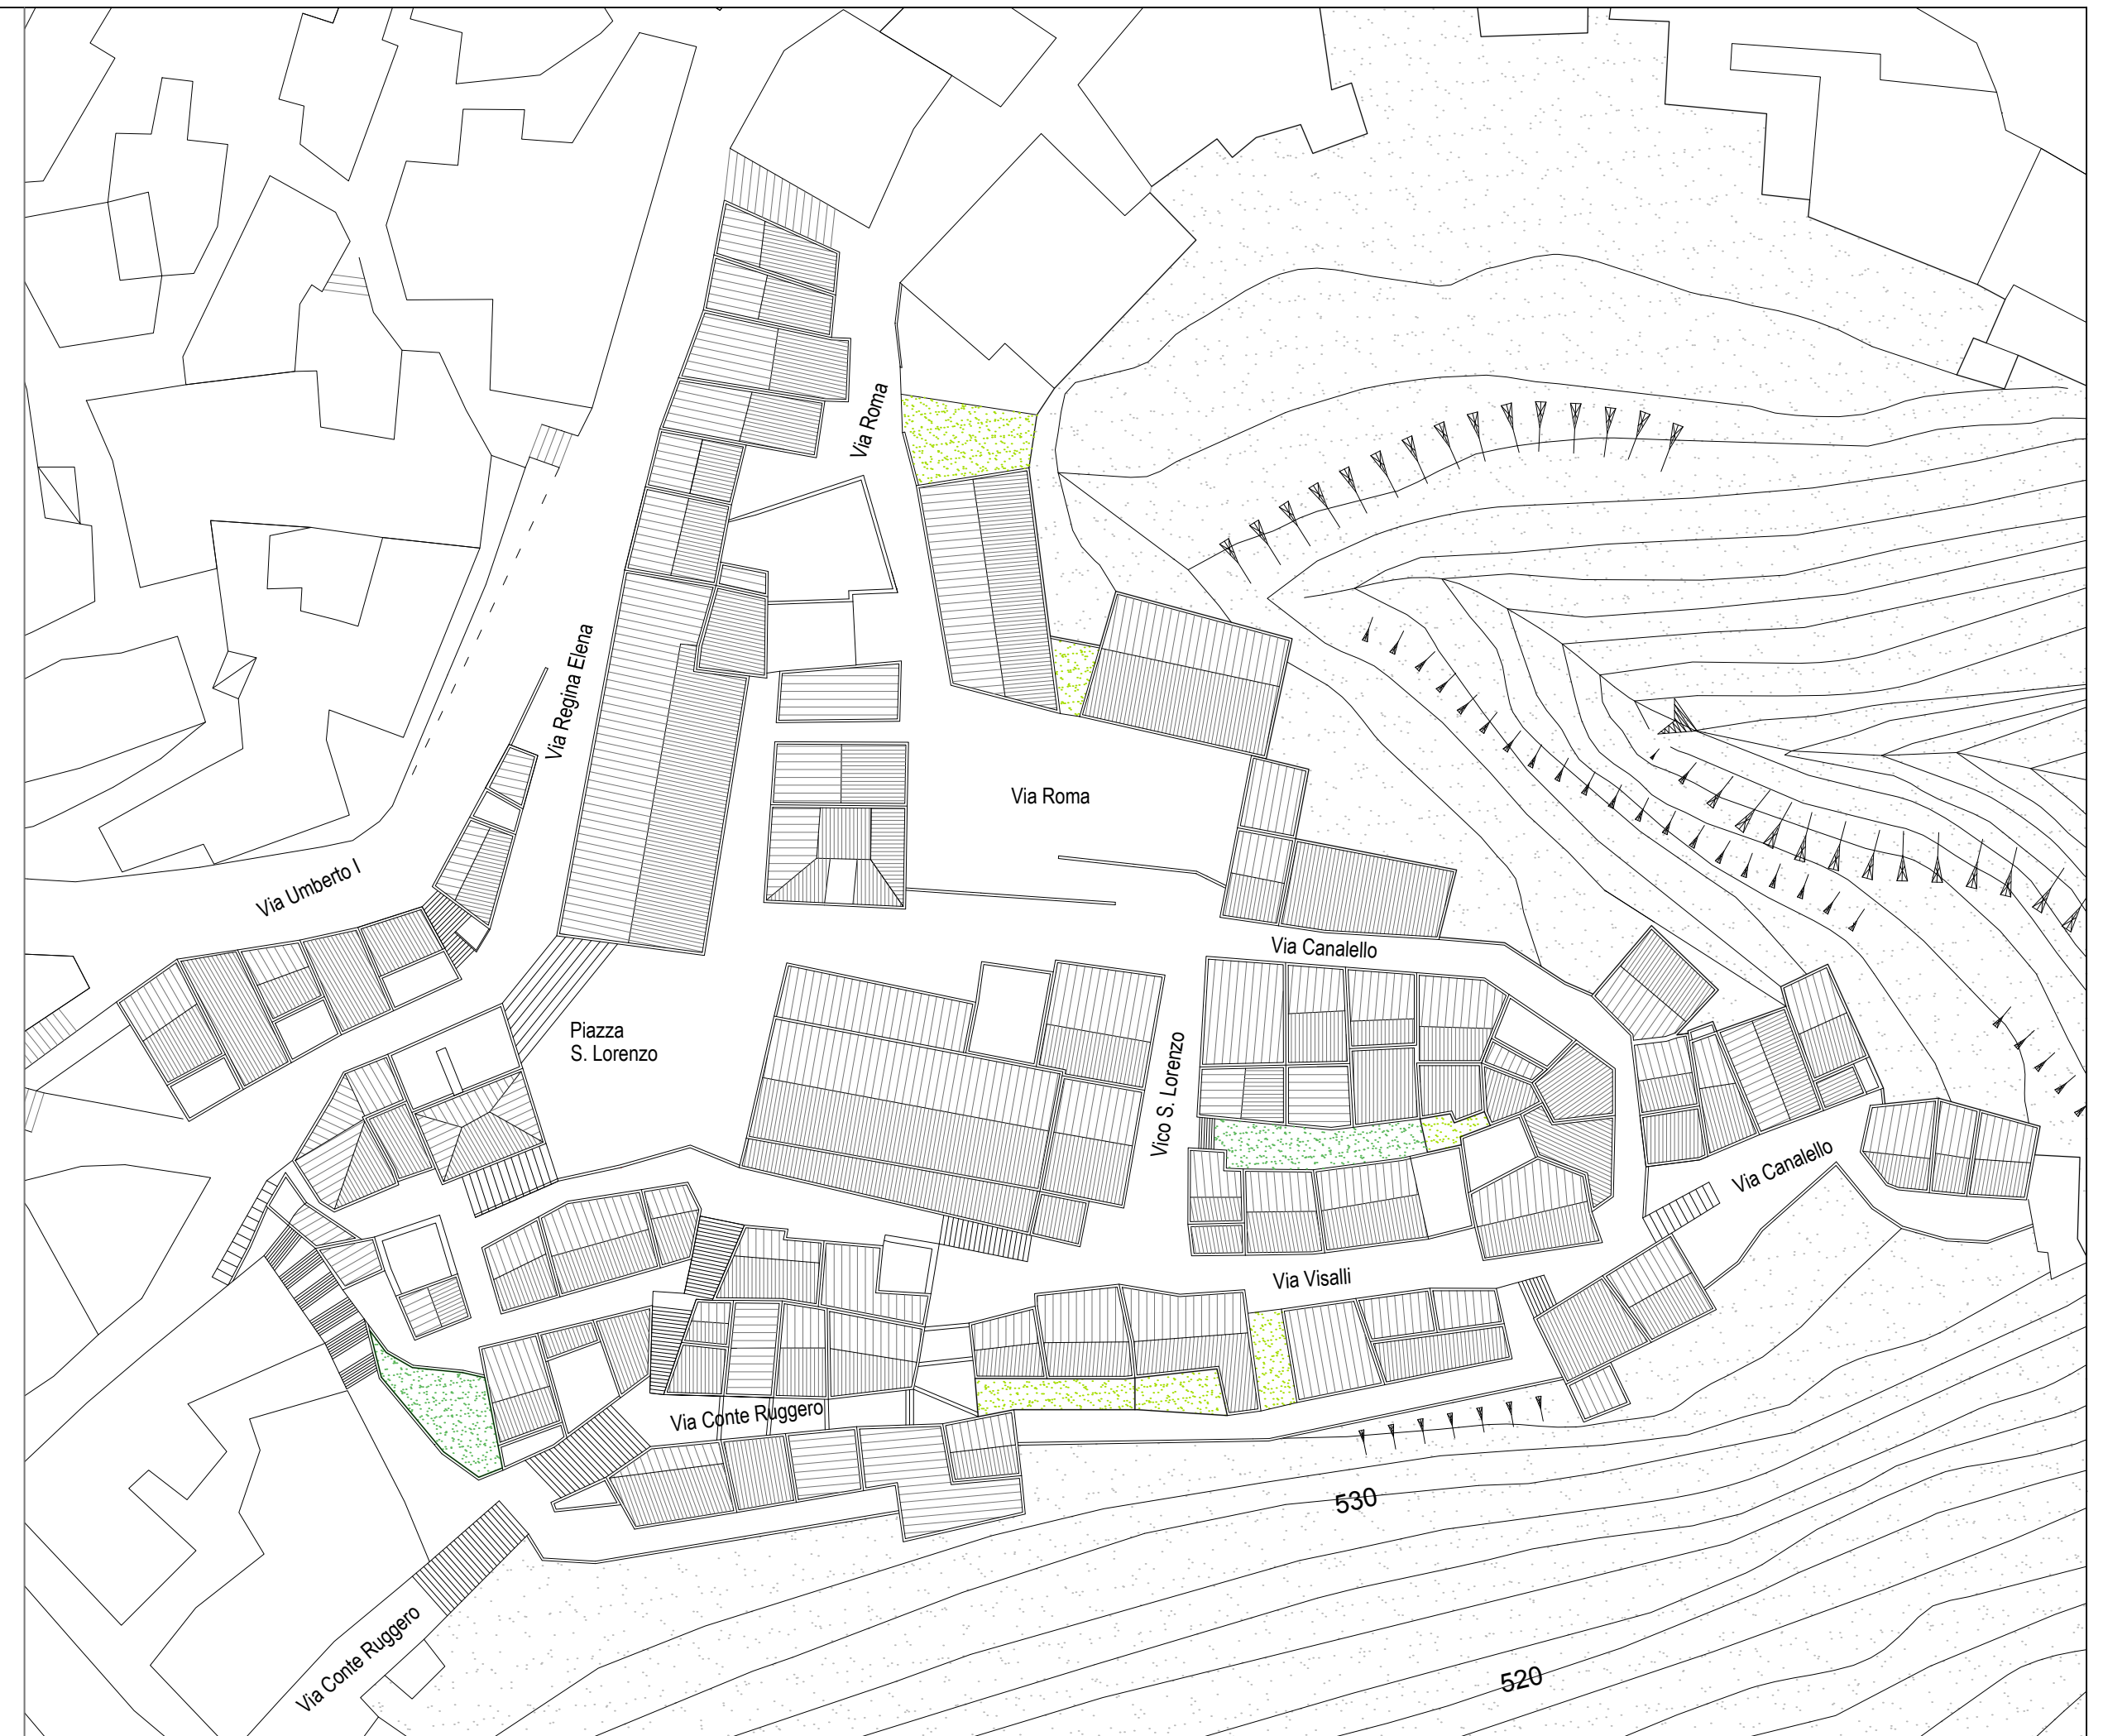 Via Roma
Via Regina Elena
Via Roma
Via Umberto I
Via Canalello
Piazza
S. Lorenzo
Vico S. Lorenzo
Via Canalello
Via Visalli
Via Conte Ruggero
530
Via Conte Ruggero
520